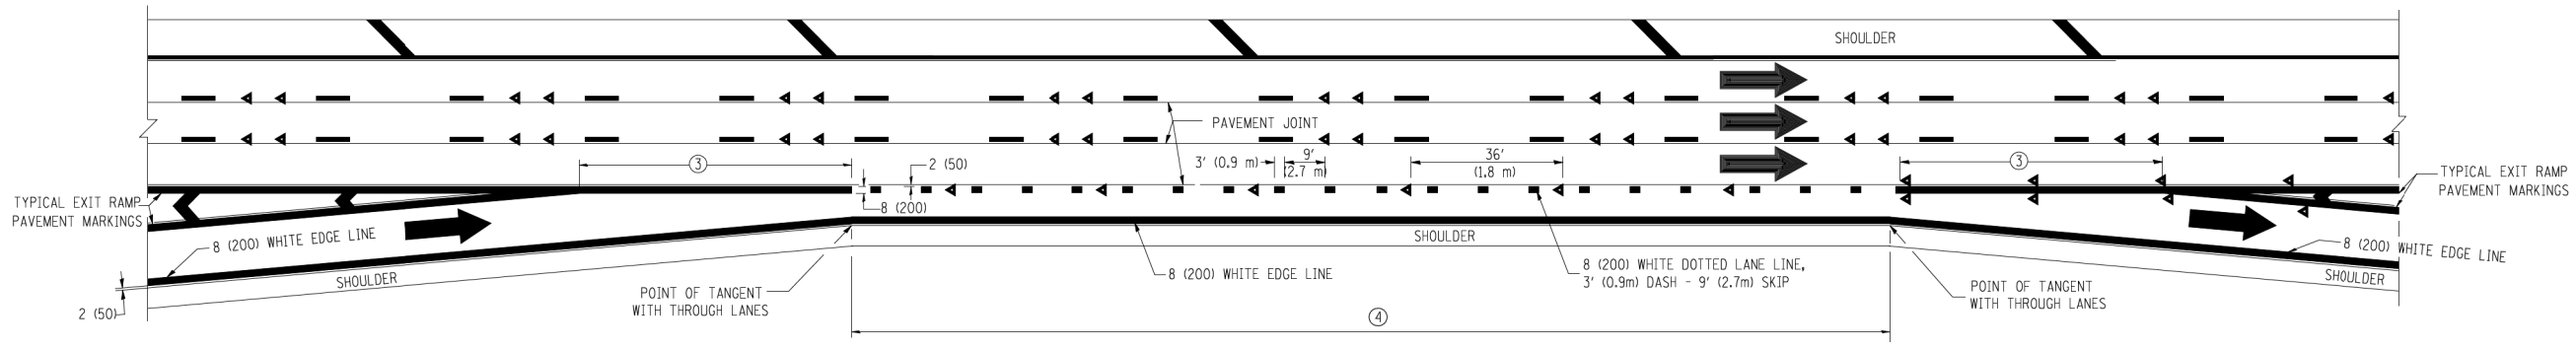 SHOULDER
PAVEMENT JOINT
3' (0.9 m)
9'
(2.7 m)
36'
(1.8 m)
3
2 (50)
8 (200)
3
TYPICAL EXIT RAMP
PAVEMENT MARKINGS
TYPICAL EXIT RAMP
PAVEMENT MARKINGS
8 (200) WHITE EDGE LINE
SHOULDER
2 (50)
POINT OF TANGENT
WITH THROUGH LANES
8 (200) WHITE EDGE LINE
SHOULDER
8 (200) WHITE DOTTED LANE LINE,
3' (0.9m) DASH - 9' (2.7m) SKIP
POINT OF TANGENT
WITH THROUGH LANES
8 (200) WHITE EDGE LINE
SHOULDER
4